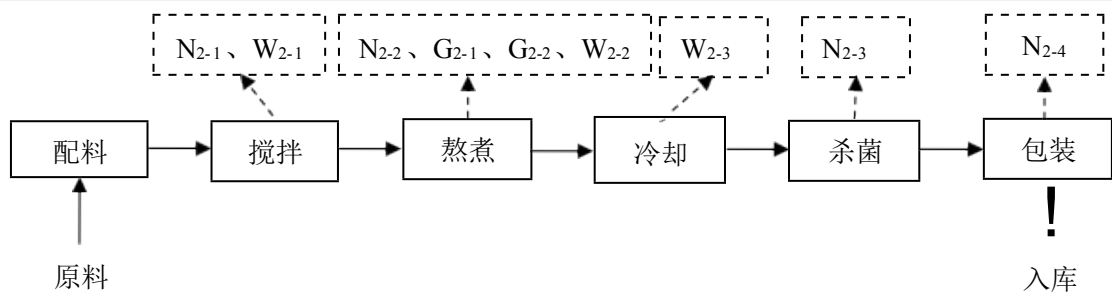 N2-1、W2-1
N2-2、G2-1、G2-2、W2-2
W2-3
N2-3
N2-4
配料
搅拌
熬煮
冷却
杀菌
包装
!
原料
入库